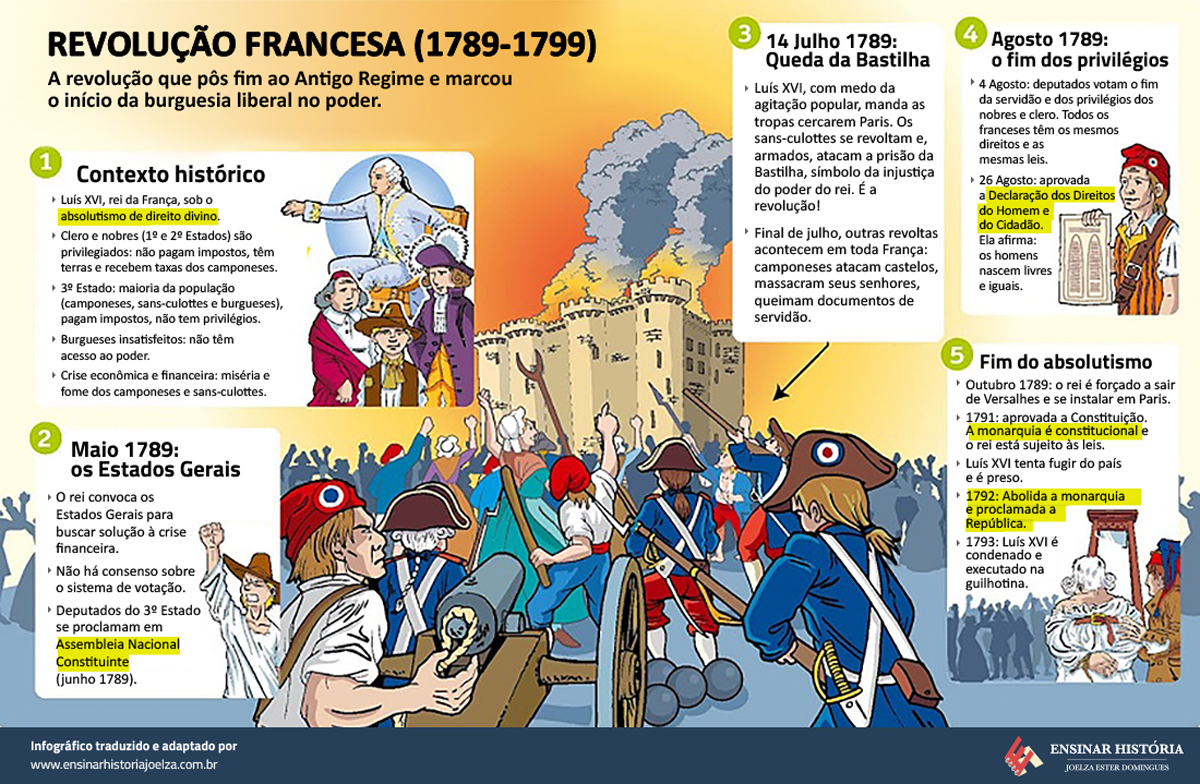 REVOLUÇÃO FRANCESA (1789-1799)
A revolução que pôs fim ao Antigo Regime e marcou
o início da burguesia liberal no poder.
1
Contexto histórico
Luís XVI, rei da França, sob o
absolutismo de direito divino.
Clero e nobres (1º e 2º Estados) são
privilegiados: não pagam impostos, têm
terras e recebem taxas dos camponeses.
3º Estado: maioria da população
(camponeses, sans-culottes e burgueses),
pagam impostos, não tem privilégios.
Burgueses insatisfeitos: não têm
acesso ao poder.
Crise econômica e financeira: miséria e
fome dos camponeses e sans-culottes.
2
Maio 1789:
os Estados Gerais
O rei convoca os
Estados Gerais para
buscar solução à crise
financeira.
Não há consenso sobre
o sistema de votação.
Deputados do 3º Estado
se proclamam em
Assembleia Nacional
Constituinte
(junho 1789).
3
14 Julho 1789:
Queda da Bastilha
Luís XVI, com medo da
agitação popular, manda as
tropas cercarem Paris. Os
sans-culottes se revoltam e,
armados, atacam a prisão da
Bastilha, símbolo da injustiça
do poder do rei. É a
revolução!
Final de julho, outras revoltas
acontecem em toda França:
camponeses atacam castelos,
massacram seus senhores,
queimam documentos de
servidão.
4
Agosto 1789:
o fim dos privilégios
4 Agosto: deputados votam o fim
da servidão e dos privilégios dos
nobres e clero. Todos os
franceses têm os mesmos
direitos e as
mesmas leis.
26 Agosto: aprovada
a Declaração dos Direitos
do Homem e
do Cidadão.
Ela afirma:
os homens
nascem livres
e iguais.
5
Fim do absolutismo
Outubro 1789: o rei é forçado a sair
de Versalhes e se instalar em Paris.
1791: aprovada a Constituição.
A monarquia é constitucional e
o rei está sujeito às leis.
Luís XVI tenta fugir do país
e é preso.
1792: Abolida a monarquia
e proclamada a
República.
1793: Luís XVI é
condenado e
executado na
guilhotina.
Infográfico traduzido e adaptado por
www.ensinarhistoriajoelza.com.br
ENSINAR HISTÓRIA
JOELZA ESTER DOMINGUES